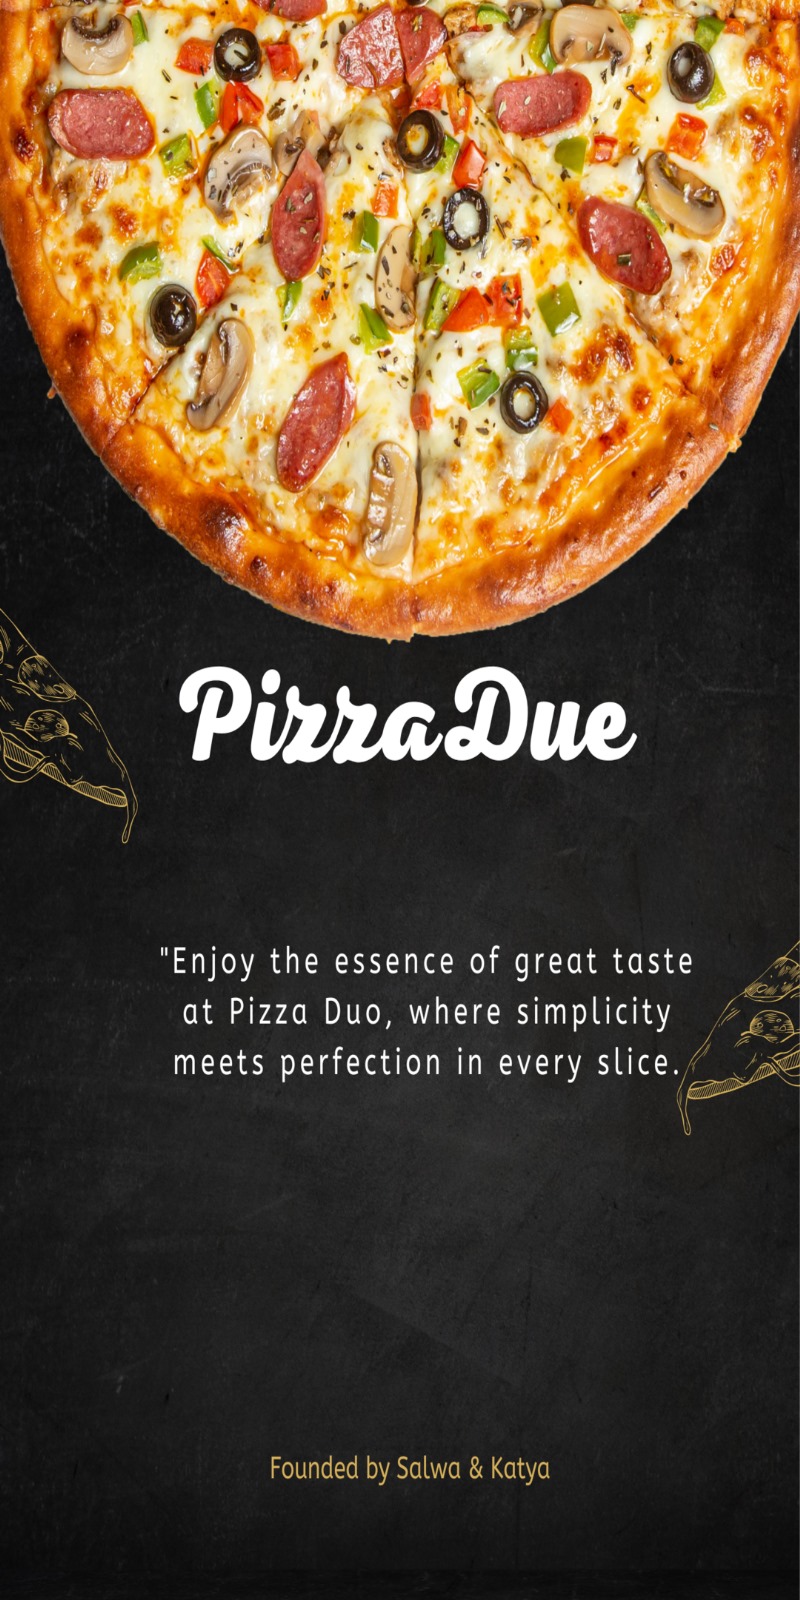 PizzaDue
"Enjoy the essence of great taste
at Pizza Duo, where simplicity
meets perfection in every slice.
Founded by Salwa & Katya